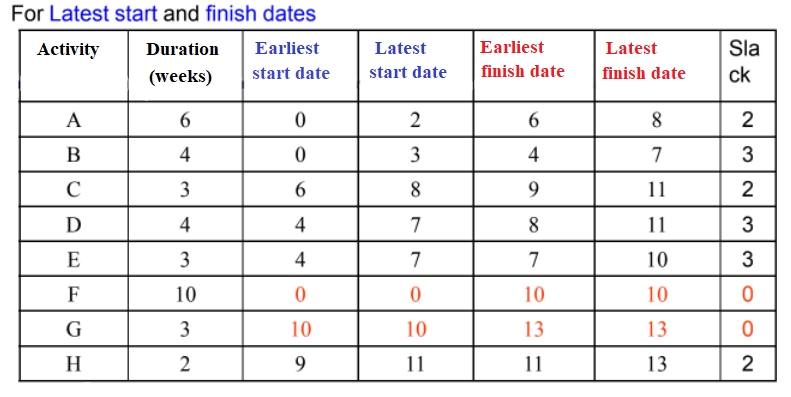 For Latest start and finish dates
Activity Duration (weeks) Earliest start date Latest start date Earliest finish date Latest finish date Sla ck
A 6 0 2 6 8 2
B 4 0 3 4 7 3
C 3 6 8 9 11 2
D 4 4 7 8 11 3
E 3 4 7 7 10 3
F 10 0 0 10 10 0
G 3 10 10 13 13 0
H 2 9 11 11 13 2